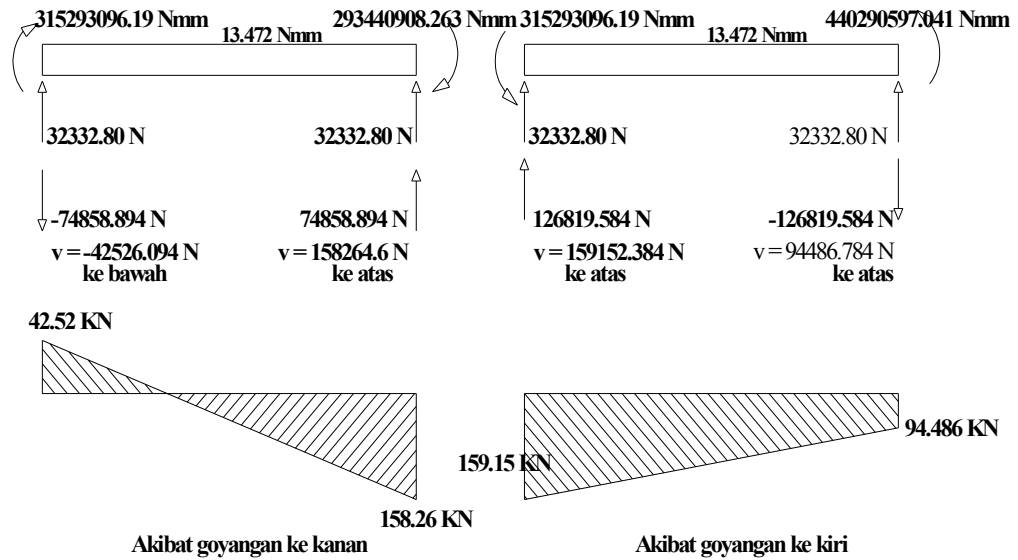 315293096.19 Nmm 293440908.263 Nmm 315293096.19 Nmm 440290597.041 Nmm
13.472 Nmm 13.472 Nmm
32332.80 N 32332.80 N 32332.80 N 32332.80 N
-74858.894 N 74858.894 N 126819.584 N -126819.584 N
v = -42526.094 N v = 158264.6 N v = 159152.384 N v = 94486.784 N
ke bawah ke atas ke atas ke atas
42.52 KN
94.486 KN
159.15 KN
158.26 KN
Akibat goyangan ke kanan Akibat goyangan ke kiri